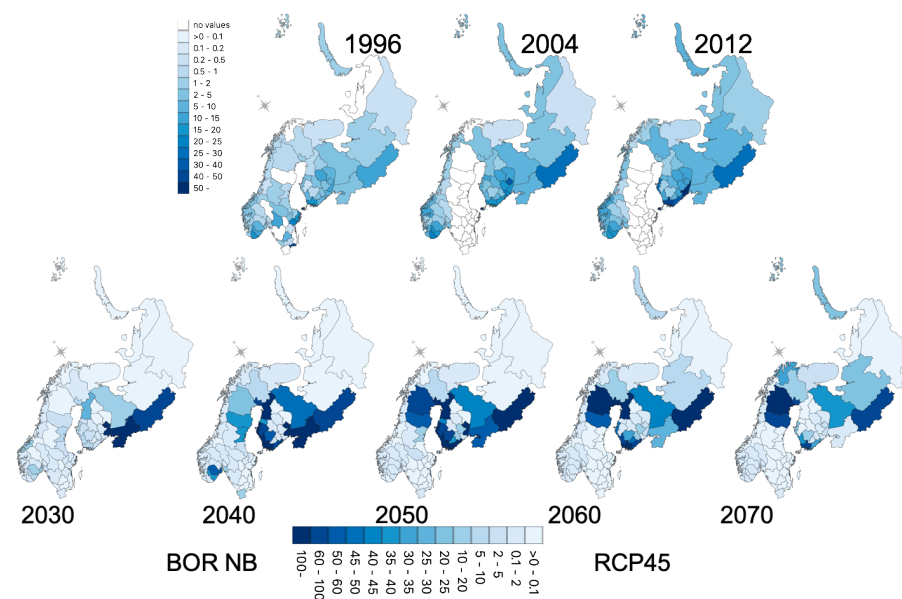 no values
>0 - 0.1
0.1 - 0.2
0.2 - 0.5
0.5 - 1
1 - 2
2 - 5
5 - 10
10 - 15
15 - 20
20 - 25
25 - 30
30 - 40
40 - 50
50 -
1996
2004
2012
2030
2040
2050
2060
2070
BOR NB
100-
60 - 100
50 - 60
45 - 50
40 - 45
35 - 40
30 - 35
25 - 30
20 - 25
10 - 20
5 - 10
2 - 5
0.1 - 2
>0 - 0.1
RCP45